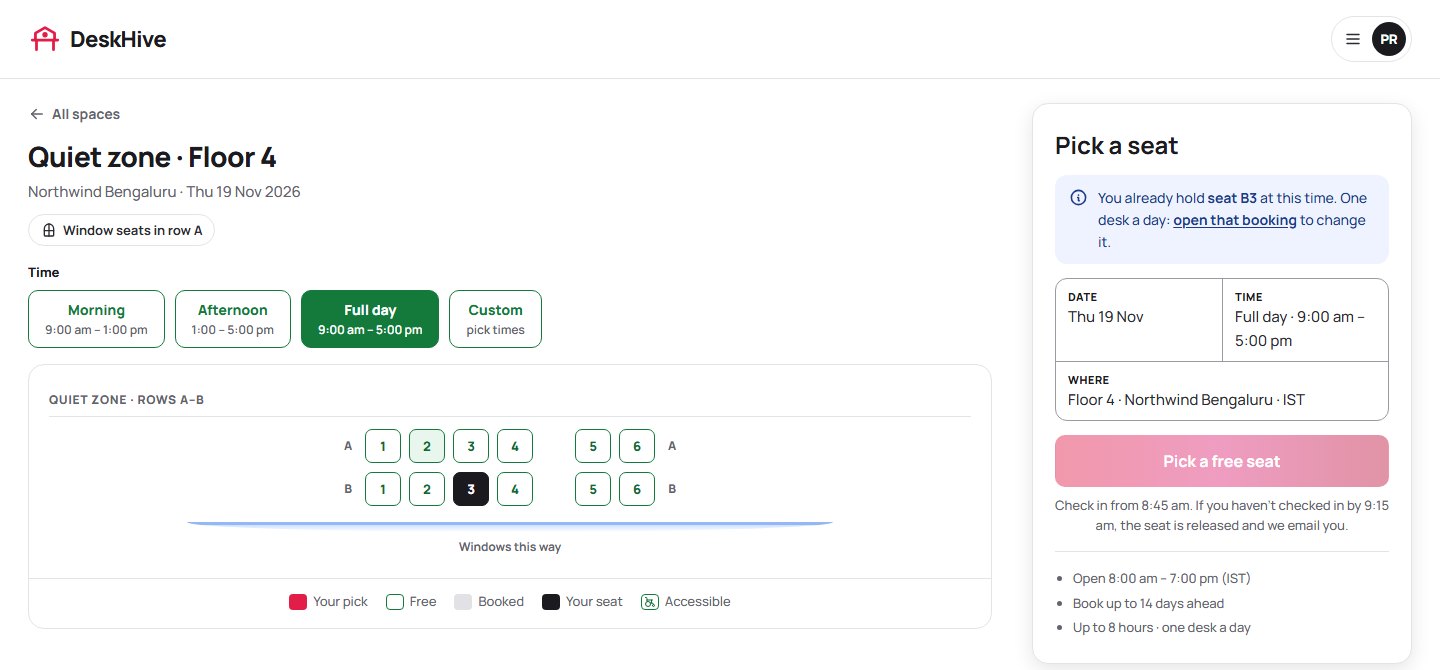 DeskHive
PR
All spaces
Quiet zone · Floor 4
Northwind Bengaluru · Thu 19 Nov 2026
Window seats in row A
Time
Morning
9:00 am – 1:00 pm
Afternoon
1:00 – 5:00 pm
Full day
9:00 am – 5:00 pm
Custom
pick times
QUIET ZONE · ROWS A–B
A 1 2 3 4 5 6 A
B 1 2 3 4 5 6 B
Windows this way
Your pick
Free
Booked
Your seat
Accessible
Pick a seat
You already hold seat B3 at this time. One
desk a day: open that booking to change
it.
DATE
Thu 19 Nov
TIME
Full day · 9:00 am –
5:00 pm
WHERE
Floor 4 · Northwind Bengaluru · IST
Pick a free seat
Check in from 8:45 am. If you haven't checked in by 9:15
am, the seat is released and we email you.
Open 8:00 am – 7:00 pm (IST)
Book up to 14 days ahead
Up to 8 hours · one desk a day